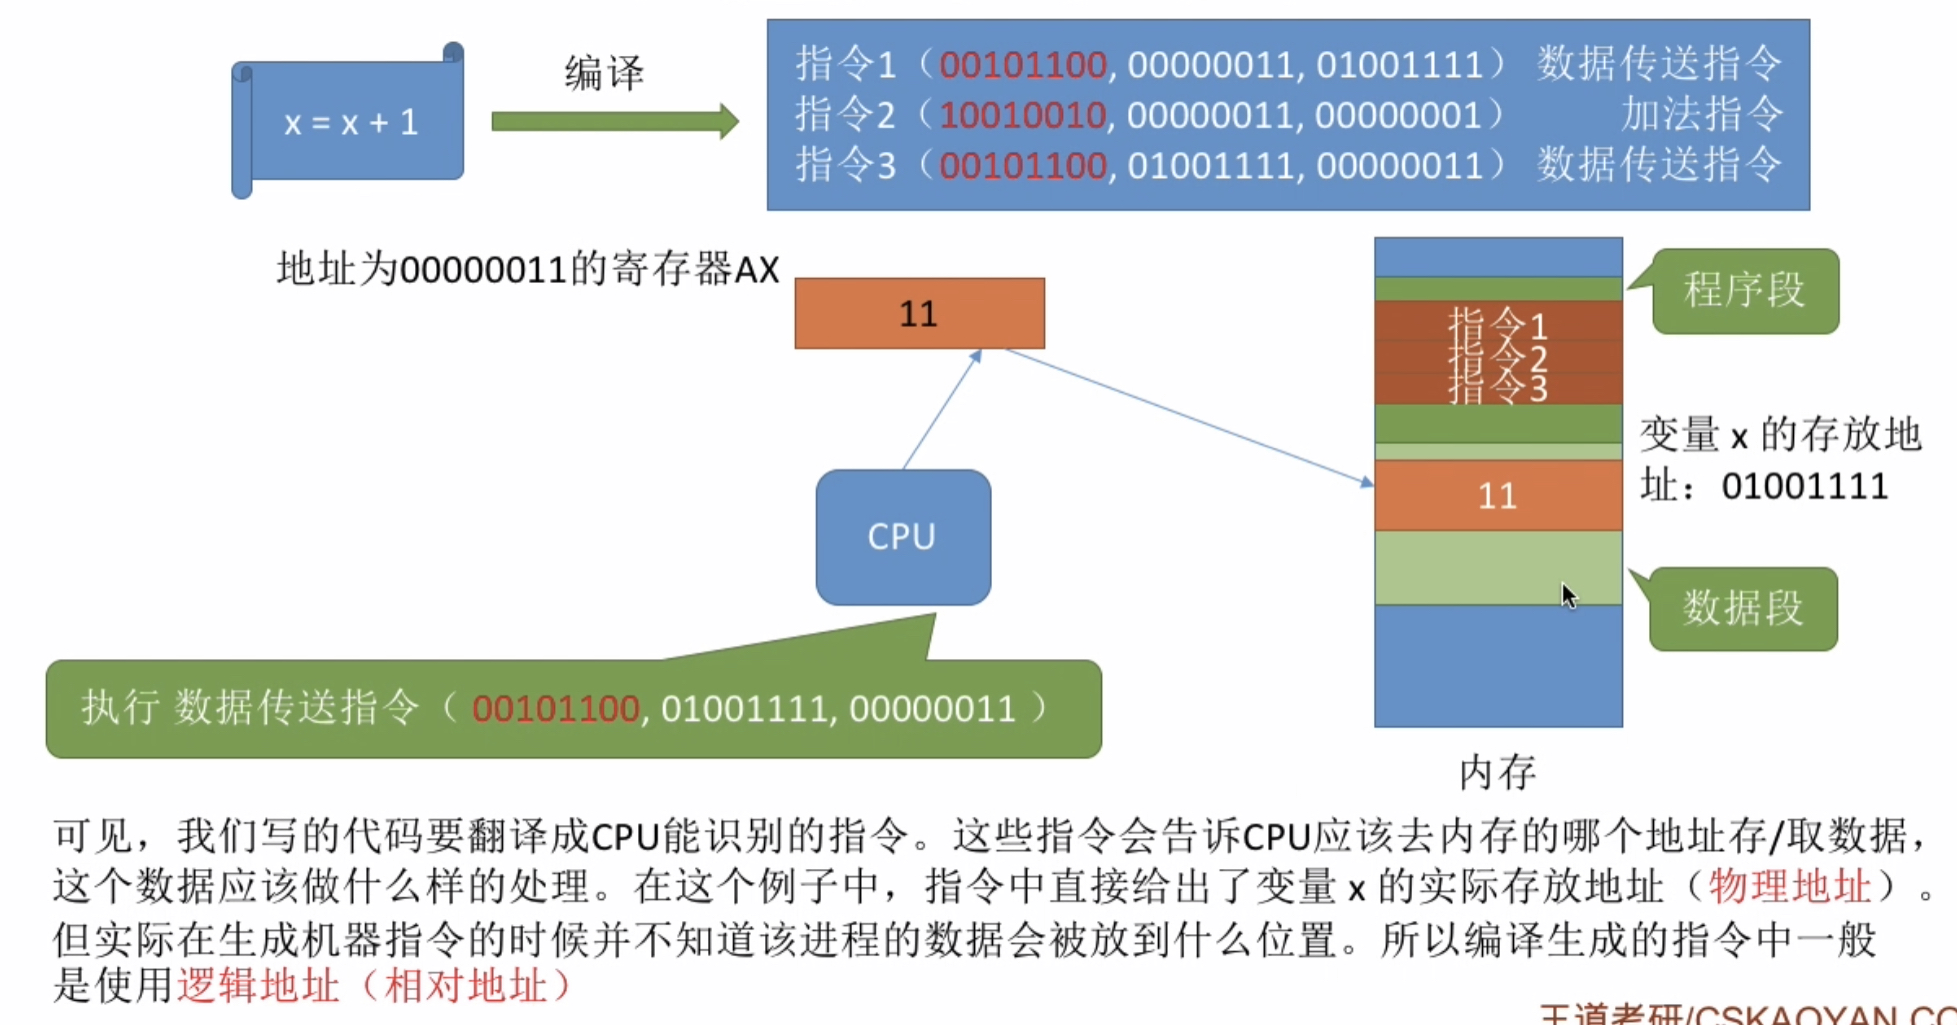 x = x + 1
编译
指令1（00101100, 00000011, 01001111） 数据传送指令
指令2（10010010, 00000011, 00000001） 加法指令
指令3（00101100, 01001111, 00000011） 数据传送指令
地址为00000011的寄存器AX
11
程序段
指令1
指令2
指令3
变量 x 的存放地
址：01001111
11
CPU
数据段
执行 数据传送指令（ 00101100, 01001111, 00000011 ）
内存
可见，我们写的代码要翻译成CPU能识别的指令。这些指令会告诉CPU应该去内存的哪个地址存/取数据，
这个数据应该做什么样的处理。在这个例子中，指令中直接给出了变量 x 的实际存放地址（物理地址）。
但实际在生成机器指令的时候并不知道该进程的数据会被放到什么位置。所以编译生成的指令中一般
是使用逻辑地址（相对地址）
王道考研/CSKAOYAN.CO